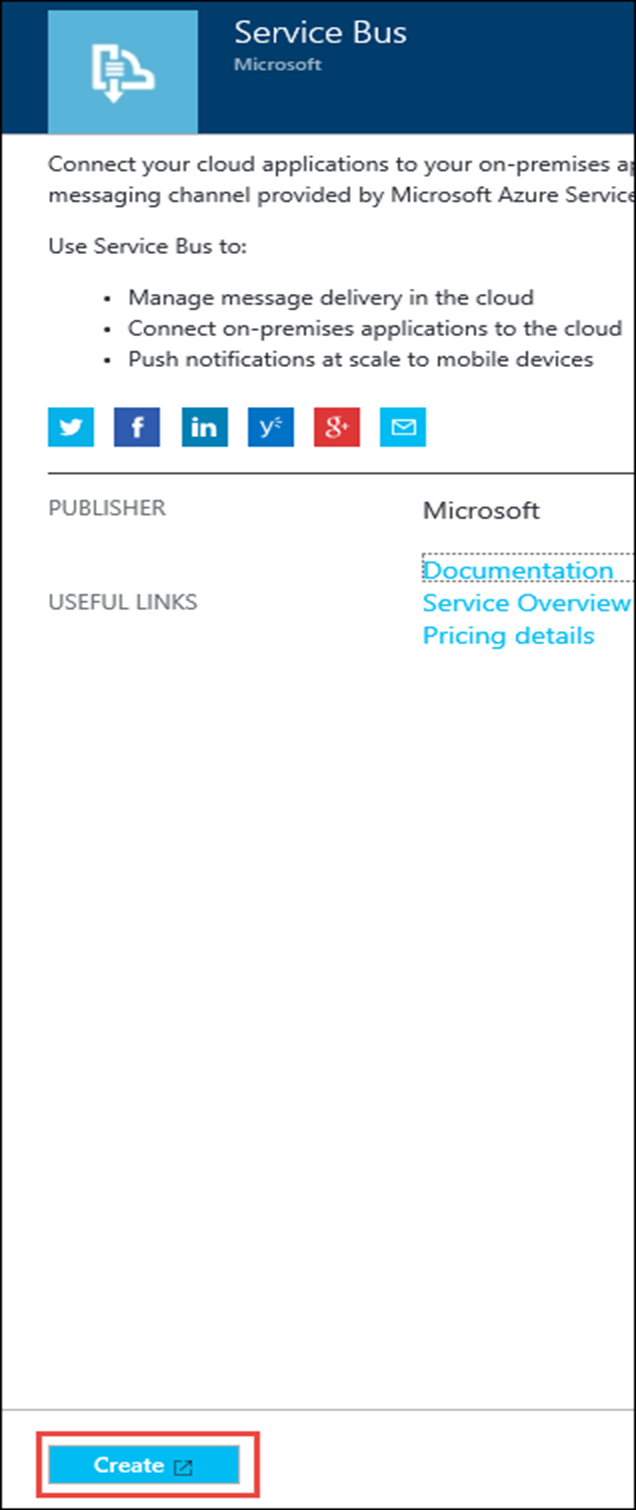 Service Bus
Microsoft
Connect your cloud applications to your on-premises
messaging channel provided by Microsoft Azure Service
Use Service Bus to:
• Manage message delivery in the cloud
• Connect on-premises applications to the cloud
• Push notifications at scale to mobile devices
PUBLISHER
Microsoft
Documentation
USEFUL LINKS
Service Overview
Pricing details
Create